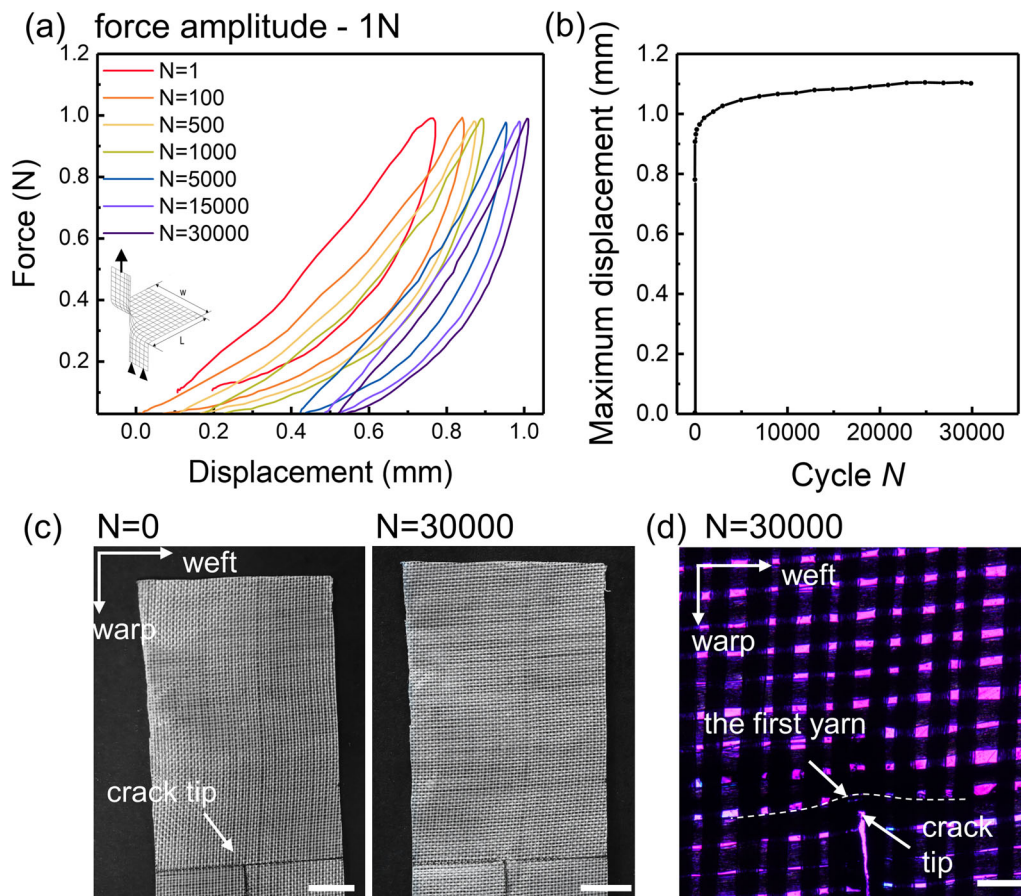 (a) force amplitude - 1N
1.2
1.0
0.8
0.6
0.4
0.2
Force (N)
N=1
N=100
N=500
N=1000
N=5000
N=15000
N=30000
w
L
0.0 0.2 0.4 0.6 0.8 1.0
Displacement (mm)
(b)
Maximum displacement (mm)
1.2
1.0
0.8
0.6
0.4
0.2
0.0
0 10000 20000 30000
Cycle N
(c) N=0
weft
warp
crack tip
N=30000
(d) N=30000
weft
warp
the first yarn
crack
tip